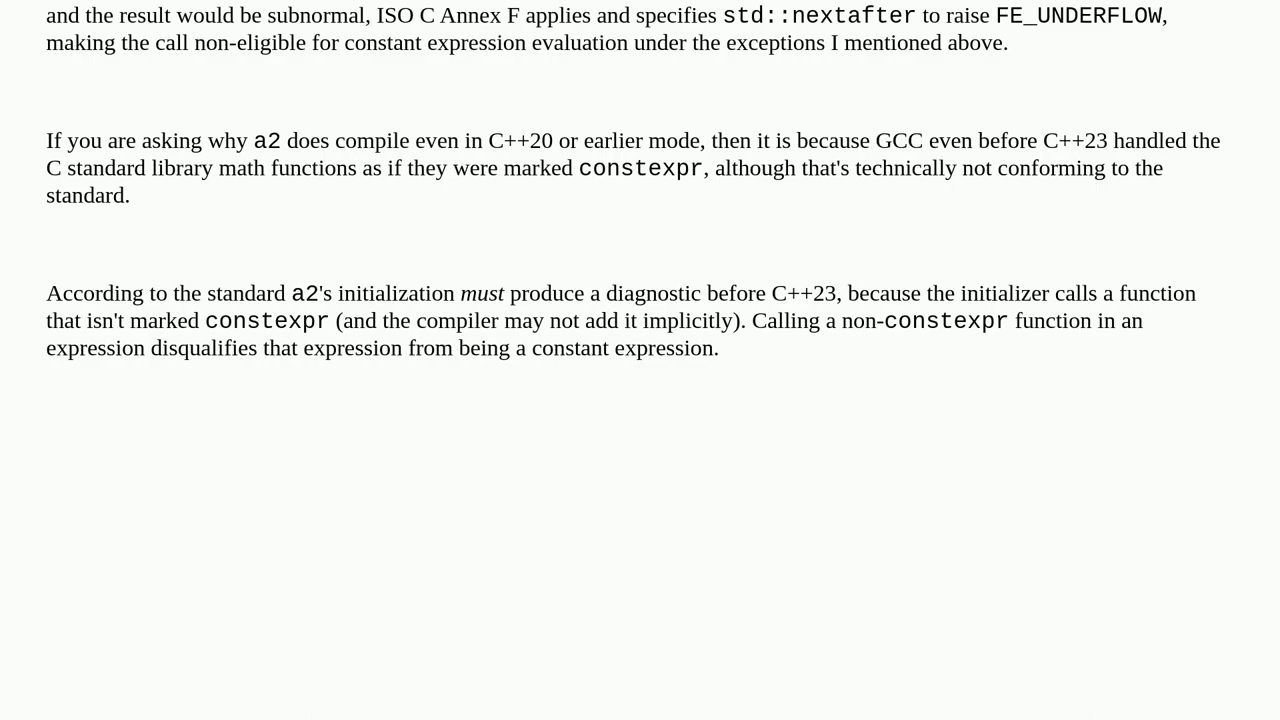 and the result would be subnormal, ISO C Annex F applies and specifies std::nextafter to raise FE_UNDERFLOW,
making the call non-eligible for constant expression evaluation under the exceptions I mentioned above.
If you are asking why a2 does compile even in C++20 or earlier mode, then it is because GCC even before C++23 handled the
C standard library math functions as if they were marked constexpr, although that's technically not conforming to the
standard.
According to the standard a2's initialization must produce a diagnostic before C++23, because the initializer calls a function
that isn't marked constexpr (and the compiler may not add it implicitly). Calling a non-constexpr function in an
expression disqualifies that expression from being a constant expression.